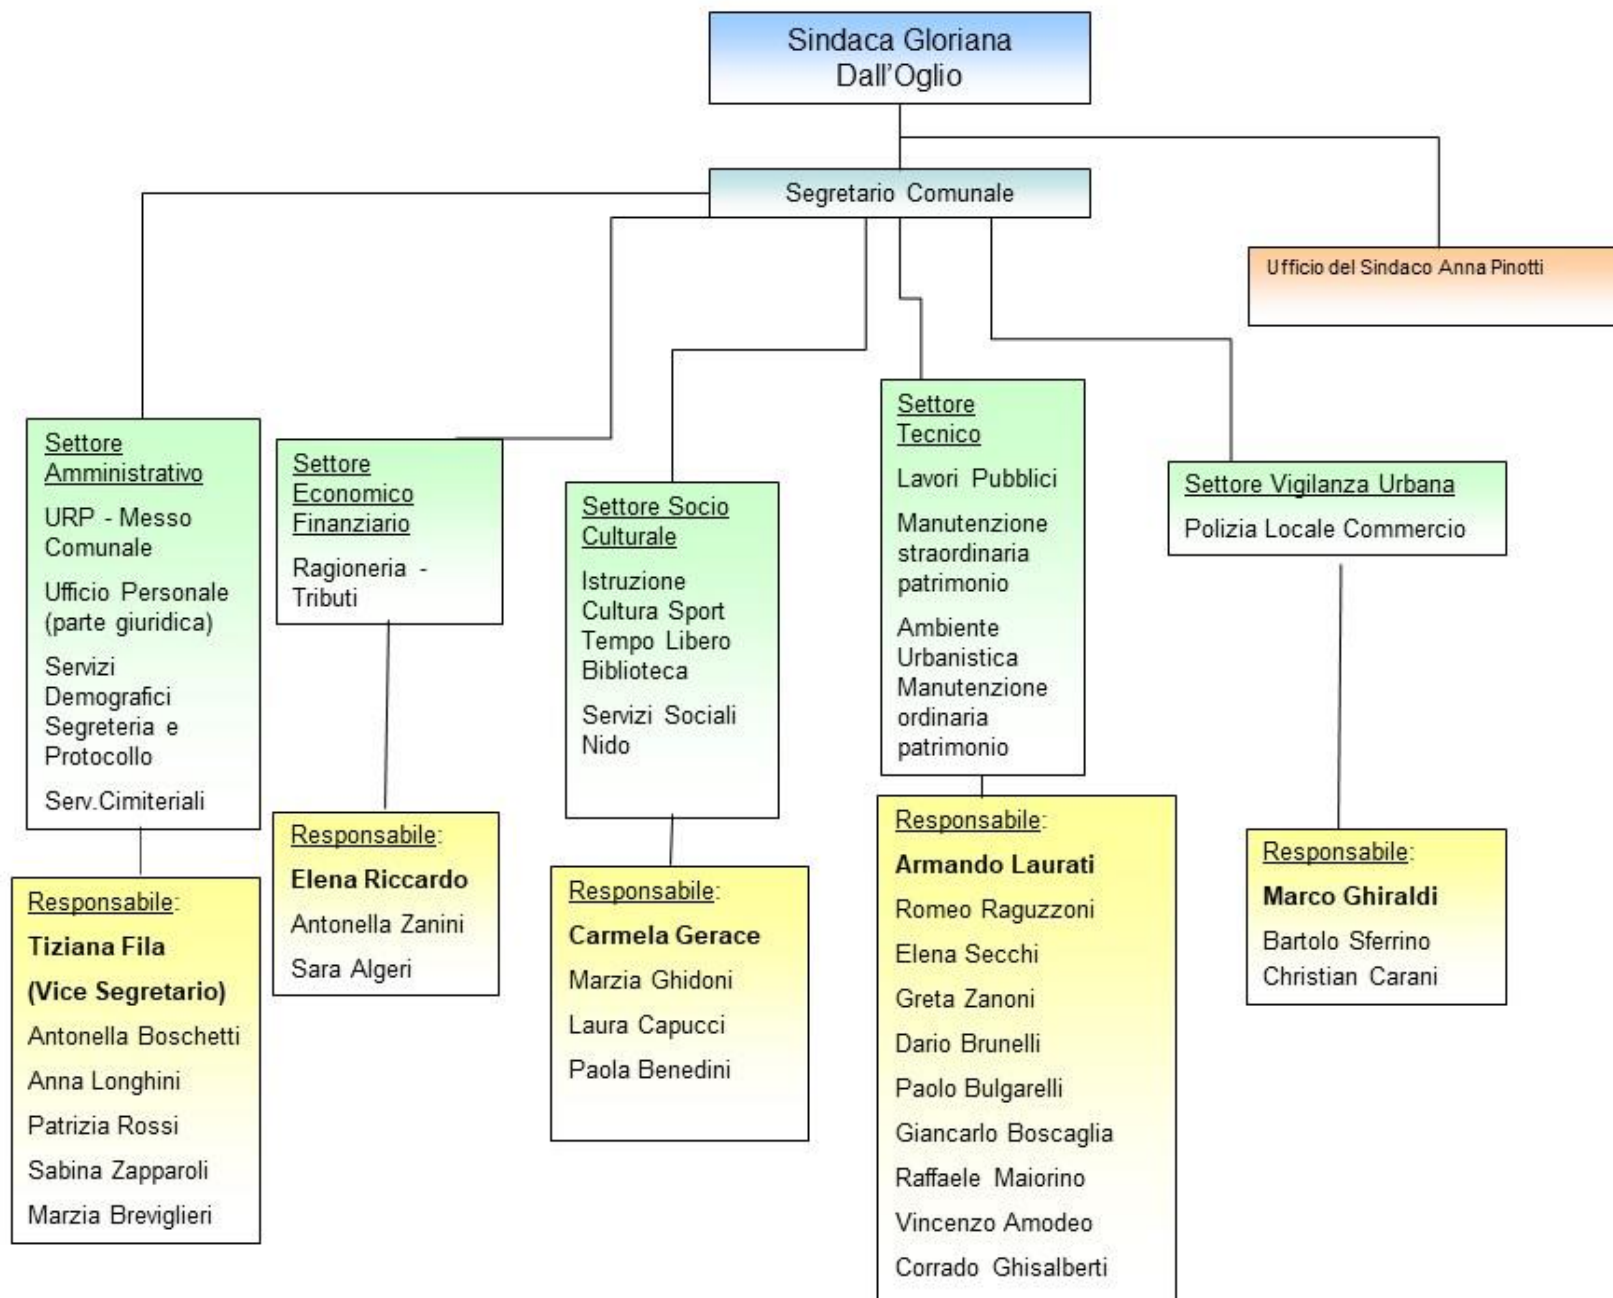 Sindaca Gloriana
Dall'Oglio
Segretario Comunale
Ufficio del Sindaco Anna Pinotti
Settore
Amministrativo
URP - Messo
Comunale
Ufficio Personale
(parte giuridica)
Servizi
Demografici
Segreteria e
Protocollo
Serv.Cimiteriali
Settore
Economico
Finanziario
Ragioneria -
Tributi
Settore Socio
Culturale
Istruzione
Cultura Sport
Tempo Libero
Biblioteca
Servizi Sociali
Nido
Settore
Tecnico
Lavori Pubblici
Manutenzione
straordinaria
patrimonio
Ambiente
Urbanistica
Manutenzione
ordinaria
patrimonio
Settore Vigilanza Urbana
Polizia Locale Commercio
Responsabile:
Tiziana Fila
(Vice Segretario)
Antonella Boschetti
Anna Longhini
Patrizia Rossi
Sabina Zapparoli
Marzia Breviglieri
Responsabile:
Elena Riccardo
Antonella Zanini
Sara Algeri
Responsabile:
Carmela Gerace
Marzia Ghidoni
Laura Capucci
Paola Benedini
Responsabile:
Armando Laurati
Romeo Raguzzoni
Elena Secchi
Greta Zanoni
Dario Brunelli
Paolo Bulgarelli
Giancarlo Boscaglia
Raffaele Maiorino
Vincenzo Amodeo
Corrado Ghisalberti
Responsabile:
Marco Ghiraldi
Bartolo Sferrino
Christian Carani